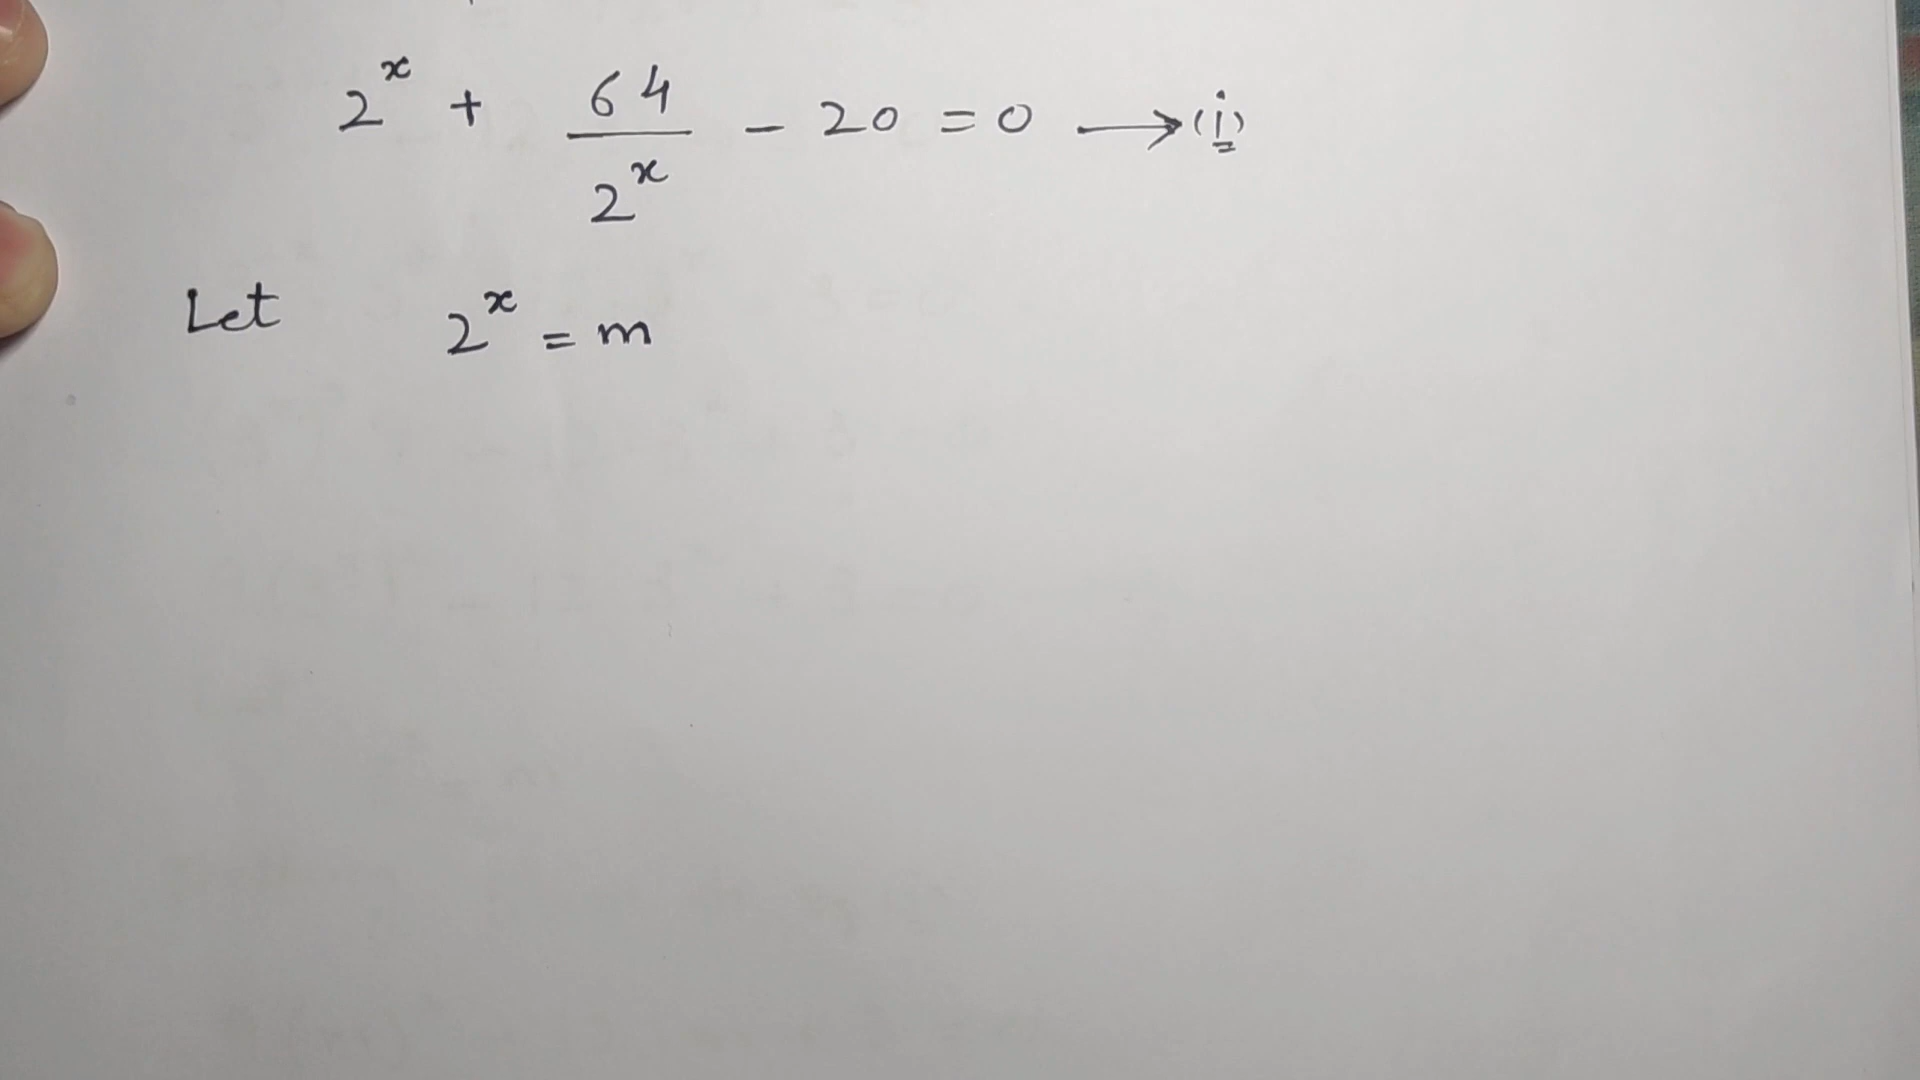 2^x + 64/2^x - 20 = 0 ⟶ (i)
Let 2^x = m